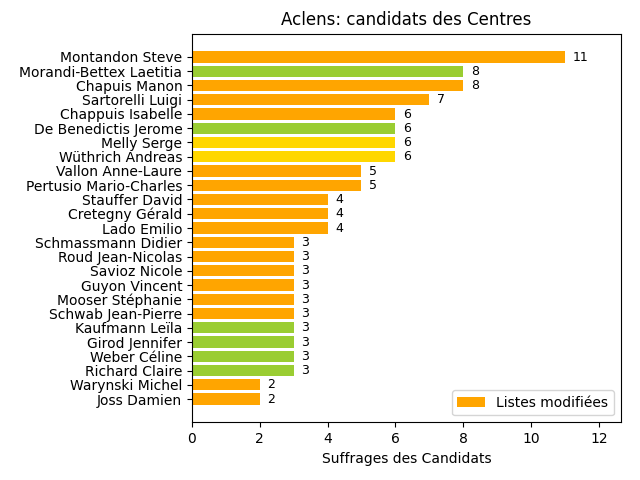 Aclens: candidats des Centres
Montandon Steve 11
Morandi-Bettex Laetitia 8
Chapuis Manon 8
Sartorelli Luigi 7
Chappuis Isabelle 6
De Benedictis Jerome 6
Melly Serge 6
Wüthrich Andreas 6
Vallon Anne-Laure 5
Pertusio Mario-Charles 5
Stauffer David 4
Cretegny Gérald 4
Lado Emilio 4
Schmassmann Didier 3
Roud Jean-Nicolas 3
Savioz Nicole 3
Guyon Vincent 3
Mooser Stéphanie 3
Schwab Jean-Pierre 3
Kaufmann Leïla 3
Girod Jennifer 3
Weber Céline 3
Richard Claire 3
Warynski Michel 2
Joss Damien 2
Listes modifiées
0 2 4 6 8 10 12
Suffrages des Candidats